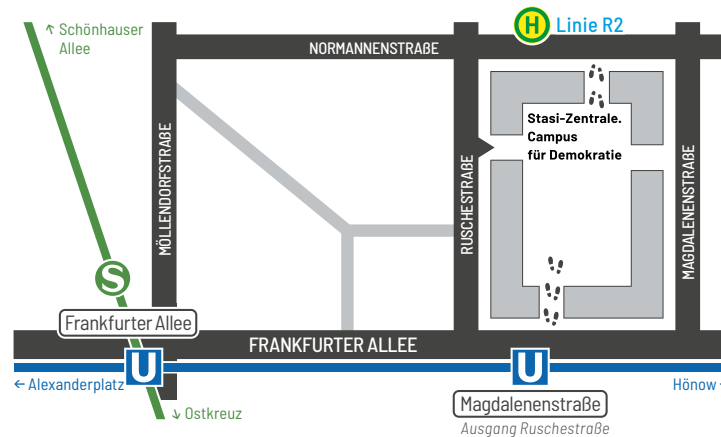 ↖ Schönhauser
Allee
H Linie R2
NORMANNENSTRAßE
Stasi-Zentrale.
Campus
für Demokratie
MÖLLENDORFSTRAßE
RUSCHESTRAßE
MAGDALENENSTRAßE
S
Frankfurter Allee
FRANKFURTER ALLEE
U
U
← Alexanderplatz
Hönow
↘ Ostkreuz
Magdalenenstraße
Ausgang Ruschestraße